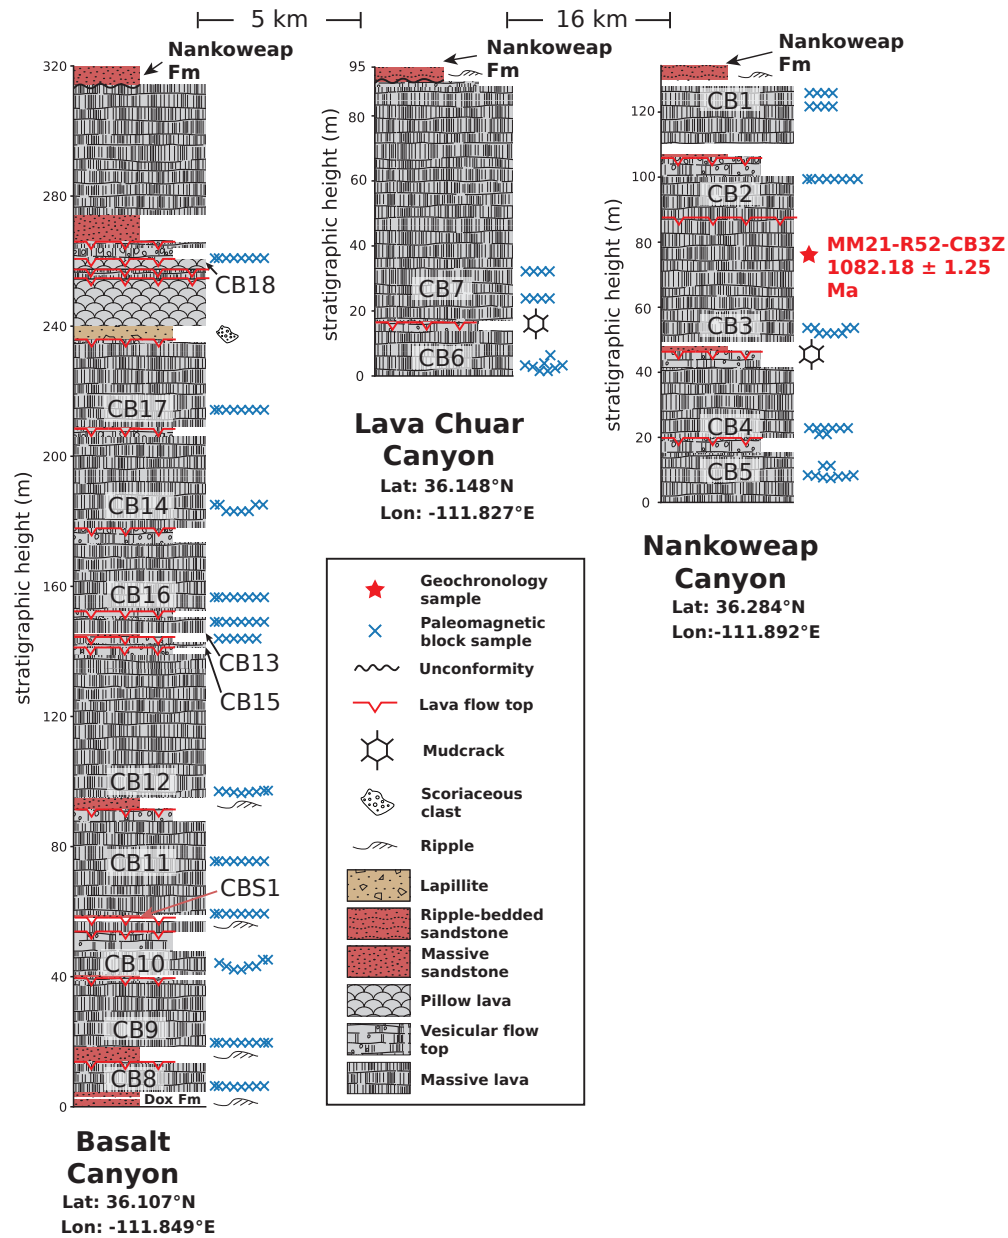 5 km
16 km
Nankoweap
Fm
320
280
240
200
160
120
80
40
0
stratigraphic height (m)
CB18
CB17
CB14
CB16
CB13
CB15
CB12
CB11
CBS1
CB10
CB9
CB8
Dox Fm
Basalt
Canyon
Lat: 36.107°N
Lon: -111.849°E
Nankoweap
Fm
95
80
60
40
20
0
stratigraphic height (m)
CB7
CB6
Lava Chuar
Canyon
Lat: 36.148°N
Lon: -111.827°E
Nankoweap
Fm
120
100
80
60
40
20
0
stratigraphic height (m)
CB1
CB2
CB3
CB4
CB5
MM21-R52-CB3Z
1082.18 ± 1.25
Ma
Nankoweap
Canyon
Lat: 36.284°N
Lon:-111.892°E
Geochronology
sample
Paleomagnetic
block sample
Unconformity
Lava flow top
Mudcrack
Scoriaceous
clast
Ripple
Lapillite
Ripple-bedded
sandstone
Massive
sandstone
Pillow lava
Vesicular flow
top
Massive lava